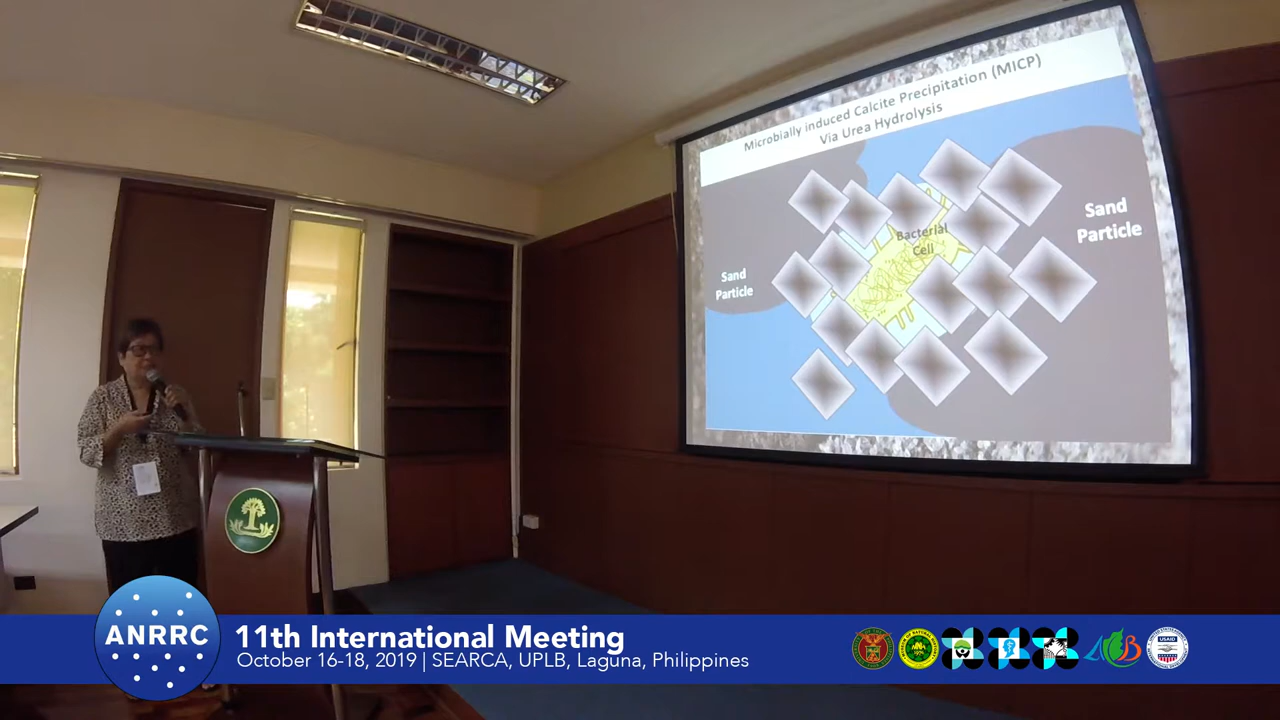 Microbially induced Calcite Precipitation (MICP)
Via Urea Hydrolysis
Sand
Particle
Bacterial
Cell
Sand
Particle
ANRRC
11th International Meeting
October 16-18, 2019 | SEARCA, UPLB, Laguna, Philippines
USAID